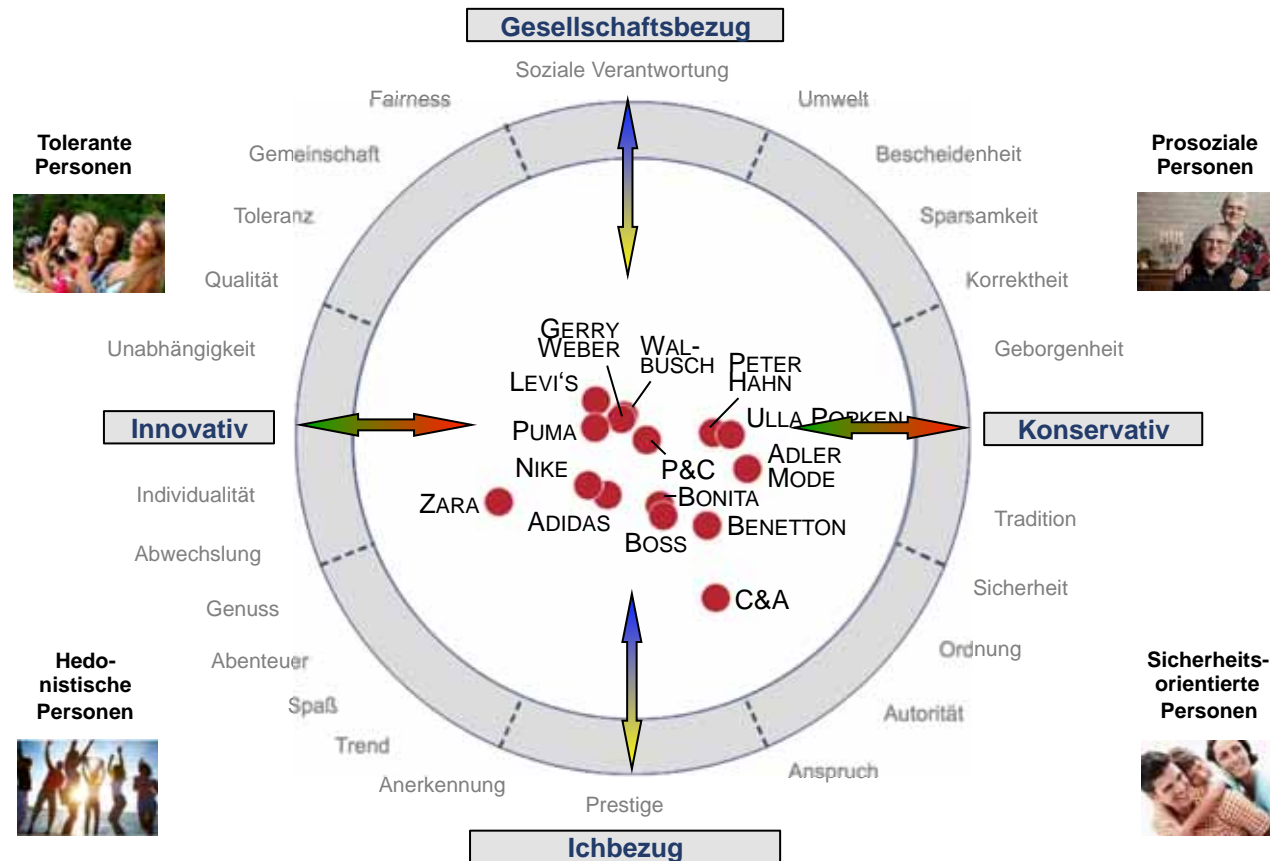 Gesellschaftsbezug
Soziale Verantwortung
Fairness
Umwelt
Tolerante
Personen
Gemeinschaft
Bescheidenheit
Prosoziale
Personen
Toleranz
Sparsamkeit
Qualität
Korrektheit
Unabhängigkeit
Geborgenheit
GERRY
WEBER
WAL-
BUSCH
PETER
HAHN
LEVI'S
ULLA POPKEN
Innovativ
Konservativ
PUMA
P&C
ADLER
MODE
NIKE
BONITA
Individualität
ZARA
ADIDAS
BOSS
BENETTON
Tradition
Abwechslung
Sicherheit
C&A
Genuss
Ordnung
Hedo-
nistische
Personen
Abenteuer
Sicherheits-
orientierte
Personen
Spaß
Autorität
Trend
Anerkennung
Anspruch
Prestige
Ichbezug